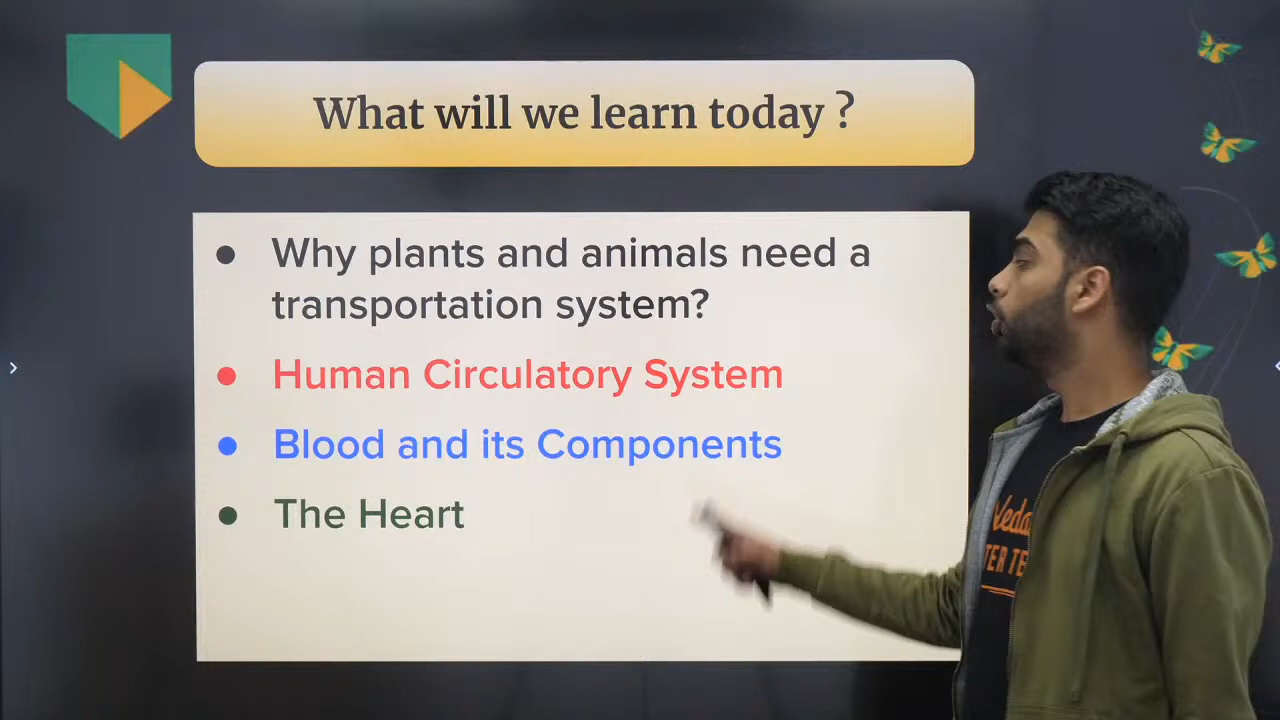 What will we learn today ?
● Why plants and animals need a
transportation system?
● Human Circulatory System
● Blood and its Components
● The Heart